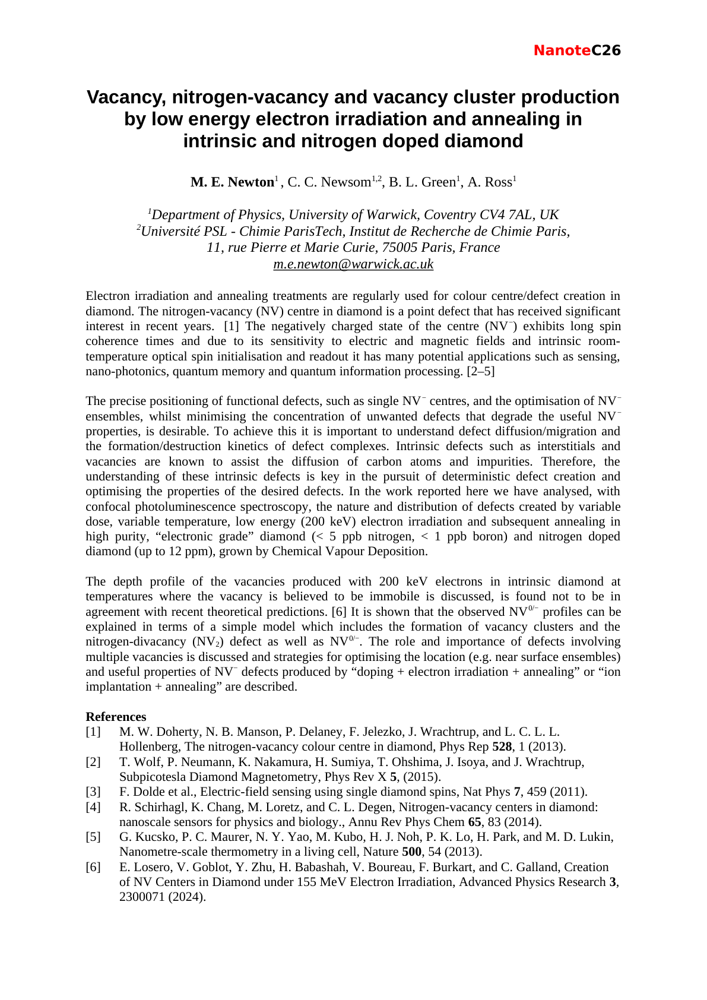 NanoteC26
Vacancy, nitrogen-vacancy and vacancy cluster production
by low energy electron irradiation and annealing in
intrinsic and nitrogen doped diamond
M. E. Newton¹ , C. C. Newsom¹,², B. L. Green¹, A. Ross¹
¹Department of Physics, University of Warwick, Coventry CV4 7AL, UK
²Université PSL - Chimie ParisTech, Institut de Recherche de Chimie Paris,
11, rue Pierre et Marie Curie, 75005 Paris, France
m.e.newton@warwick.ac.uk
Electron irradiation and annealing treatments are regularly used for colour centre/defect creation in
diamond. The nitrogen-vacancy (NV) centre in diamond is a point defect that has received significant
interest in recent years. [1] The negatively charged state of the centre (NV⁻) exhibits long spin
coherence times and due to its sensitivity to electric and magnetic fields and intrinsic room-
temperature optical spin initialisation and readout it has many potential applications such as sensing,
nano-photonics, quantum memory and quantum information processing. [2–5]
The precise positioning of functional defects, such as single NV⁻ centres, and the optimisation of NV⁻
ensembles, whilst minimising the concentration of unwanted defects that degrade the useful NV⁻
properties, is desirable. To achieve this it is important to understand defect diffusion/migration and
the formation/destruction kinetics of defect complexes. Intrinsic defects such as interstitials and
vacancies are known to assist the diffusion of carbon atoms and impurities. Therefore, the
understanding of these intrinsic defects is key in the pursuit of deterministic defect creation and
optimising the properties of the desired defects. In the work reported here we have analysed, with
confocal photoluminescence spectroscopy, the nature and distribution of defects created by variable
dose, variable temperature, low energy (200 keV) electron irradiation and subsequent annealing in
high purity, “electronic grade” diamond (< 5 ppb nitrogen, < 1 ppb boron) and nitrogen doped
diamond (up to 12 ppm), grown by Chemical Vapour Deposition.
The depth profile of the vacancies produced with 200 keV electrons in intrinsic diamond at
temperatures where the vacancy is believed to be immobile is discussed, is found not to be in
agreement with recent theoretical predictions. [6] It is shown that the observed NV⁰ᐟ⁻ profiles can be
explained in terms of a simple model which includes the formation of vacancy clusters and the
nitrogen-divacancy (NV₂) defect as well as NV⁰ᐟ⁻. The role and importance of defects involving
multiple vacancies is discussed and strategies for optimising the location (e.g. near surface ensembles)
and useful properties of NV⁻ defects produced by “doping + electron irradiation + annealing” or “ion
implantation + annealing” are described.
References
[1] M. W. Doherty, N. B. Manson, P. Delaney, F. Jelezko, J. Wrachtrup, and L. C. L. L.
Hollenberg, The nitrogen-vacancy colour centre in diamond, Phys Rep 528, 1 (2013).
[2] T. Wolf, P. Neumann, K. Nakamura, H. Sumiya, T. Ohshima, J. Isoya, and J. Wrachtrup,
Subpicotesla Diamond Magnetometry, Phys Rev X 5, (2015).
[3] F. Dolde et al., Electric-field sensing using single diamond spins, Nat Phys 7, 459 (2011).
[4] R. Schirhagl, K. Chang, M. Loretz, and C. L. Degen, Nitrogen-vacancy centers in diamond:
nanoscale sensors for physics and biology., Annu Rev Phys Chem 65, 83 (2014).
[5] G. Kucsko, P. C. Maurer, N. Y. Yao, M. Kubo, H. J. Noh, P. K. Lo, H. Park, and M. D. Lukin,
Nanometre-scale thermometry in a living cell, Nature 500, 54 (2013).
[6] E. Losero, V. Goblot, Y. Zhu, H. Babashah, V. Boureau, F. Burkart, and C. Galland, Creation
of NV Centers in Diamond under 155 MeV Electron Irradiation, Advanced Physics Research 3,
2300071 (2024).